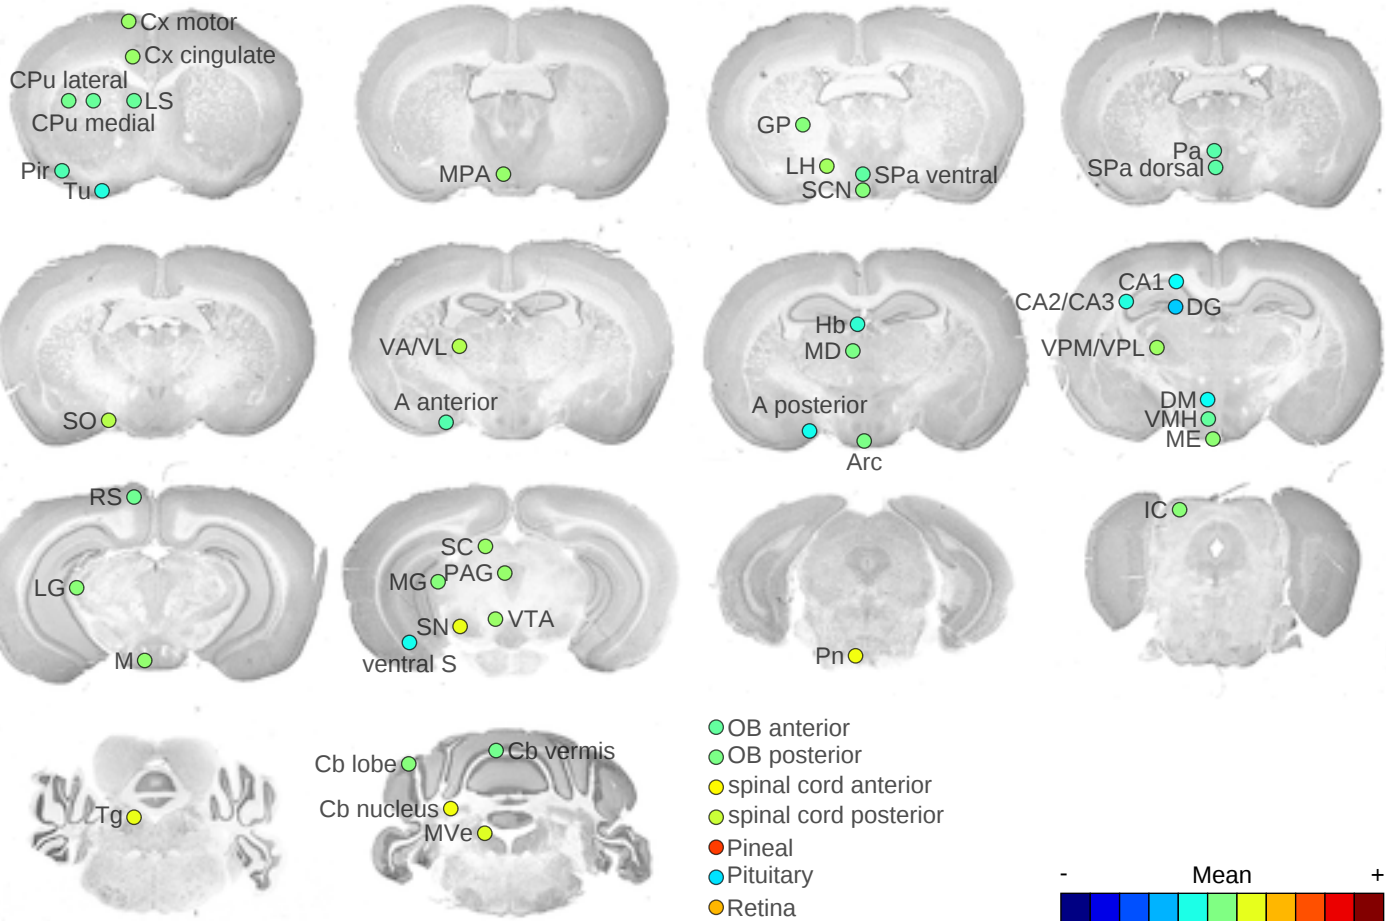 Cx motor
Cx cingulate
CPu lateral
LS
CPu medial
Pir
Tu
MPA
GP
LH
SPa ventral
SCN
Pa
SPa dorsal
SO
VA/VL
A anterior
Hb
MD
A posterior
Arc
CA1
CA2/CA3
DG
VPM/VPL
DM
VMH
ME
RS
LG
M
SC
MG
PAG
SN
VTA
ventral S
Pn
IC
Tg
Cb lobe
Cb vermis
Cb nucleus
MVe
OB anterior
OB posterior
spinal cord anterior
spinal cord posterior
Pineal
Pituitary
Retina
- Mean +